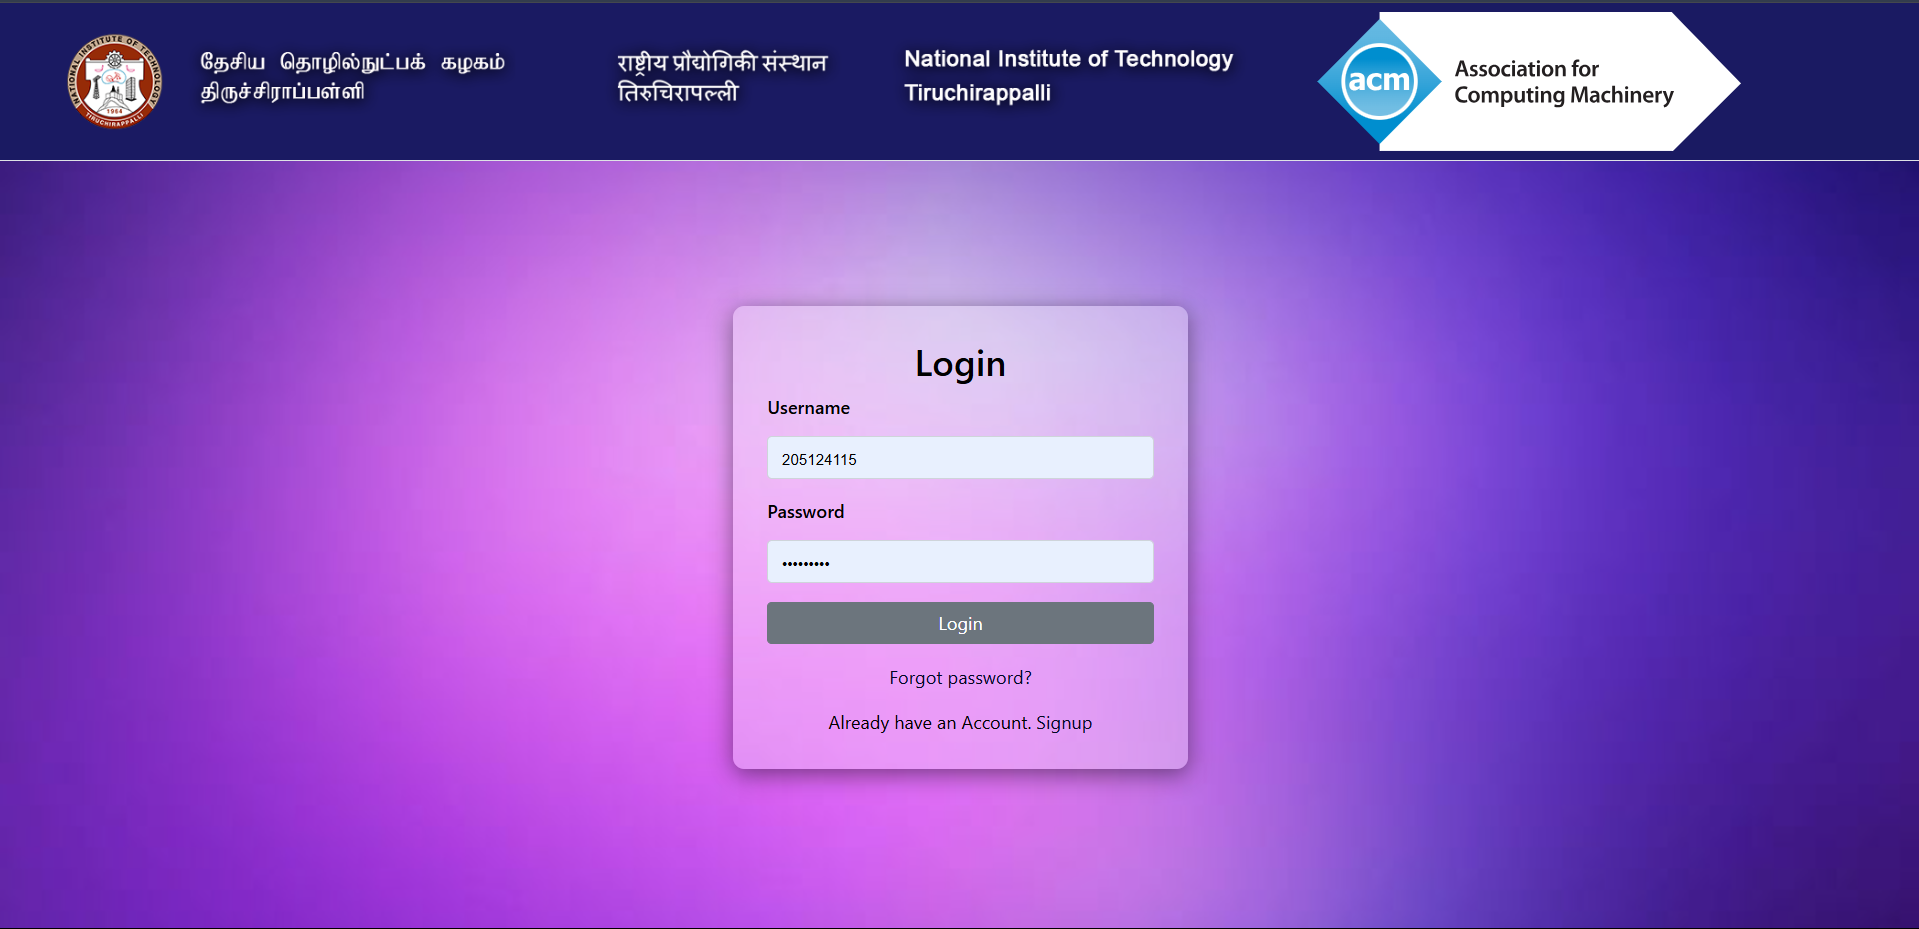 NATIONAL INSTITUTE OF TECHNOLOGY
1964
TIRUCHIRAPPALLI
தேசிய தொழில்நுட்பக் கழகம்
திருச்சிராப்பள்ளி
राष्ट्रीय प्रौयोगिकी संस्थान
तिरुचिरापल्ली
National Institute of Technology
Tiruchirappalli
acm
Association for
Computing Machinery
Login
Username
205124115
Password
•••••••••
Login
Forgot password?
Already have an Account. Signup